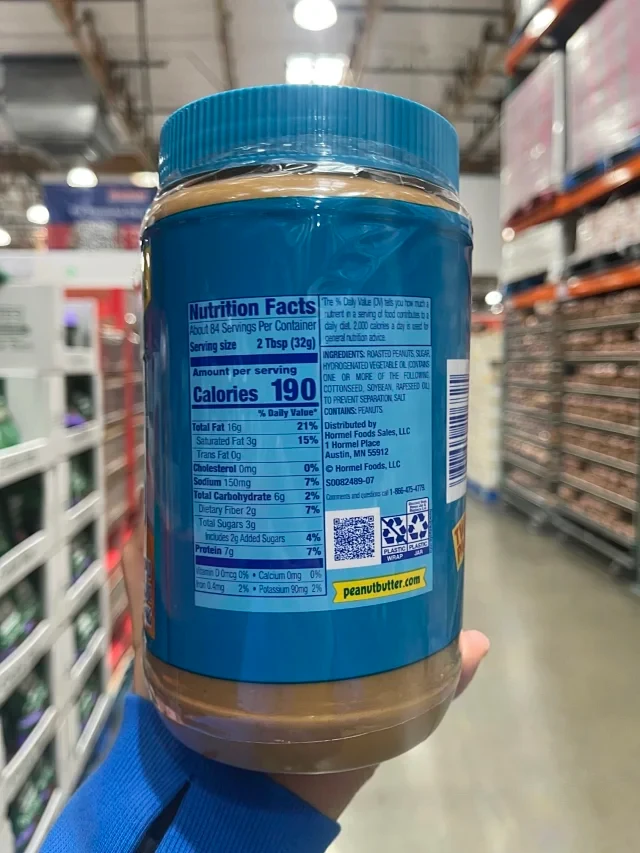 Nutrition Facts
About 84 Servings Per Container
Serving size 2 Tbsp (32g)
Amount per serving
Calories 190
% Daily Value*
Total Fat 16g 21%
Saturated Fat 3g 15%
Trans Fat 0g
Cholesterol 0mg 0%
Sodium 150mg 7%
Total Carbohydrate 6g 2%
Dietary Fiber 2g 7%
Total Sugars 3g
Includes 2g Added Sugars 4%
Protein 7g 7%
Vitamin D 0mcg 0% • Calcium 0mg 0%
Iron 0.4mg 2% • Potassium 90mg 2%
*The % Daily Value (DV) tells you how much a
nutrient in a serving of food contributes to a
daily diet. 2,000 calories a day is used for
general nutrition advice.
INGREDIENTS: ROASTED PEANUTS, SUGAR,
HYDROGENATED VEGETABLE OIL (CONTAINS
ONE OR MORE OF THE FOLLOWING:
COTTONSEED, SOYBEAN, RAPESEED OIL)
TO PREVENT SEPARATION, SALT.
CONTAINS: PEANUTS.
Distributed by
Hormel Foods Sales, LLC
1 Hormel Place
Austin, MN 55912
© Hormel Foods, LLC
S0082489-07
Comments and questions call 1-866-475-4779.
PLASTIC WRAP
PLASTIC JAR
peanutbutter.com